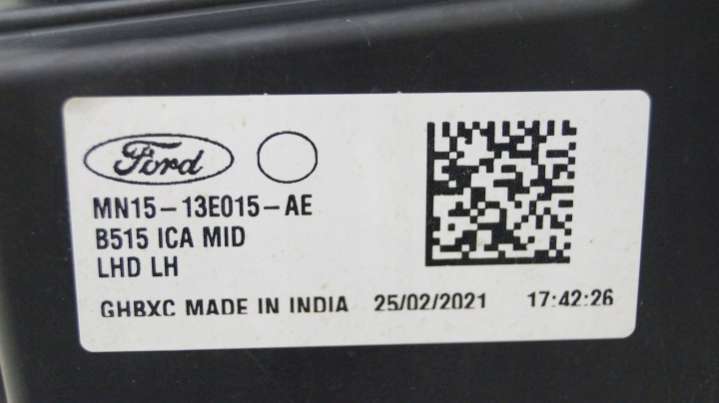 Ford
MN15-13E015-AE
B515 ICA MID
LHD LH
GHBXC MADE IN INDIA 25/02/2021 17:42:26